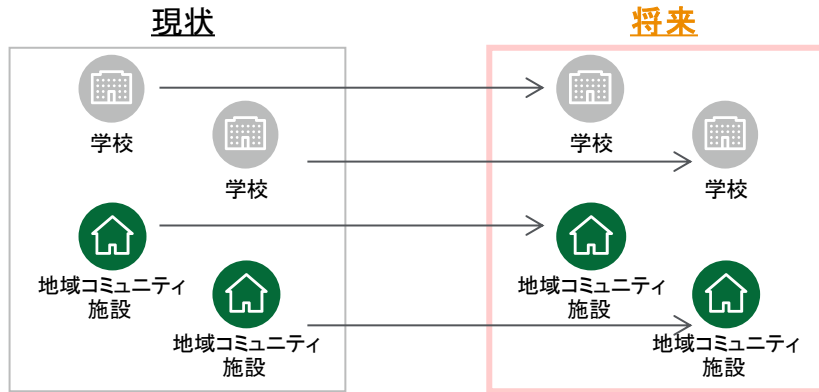 現状
将来
学校
学校
学校
学校
地域コミュニティ
施設
地域コミュニティ
施設
地域コミュニティ
施設
地域コミュニティ
施設